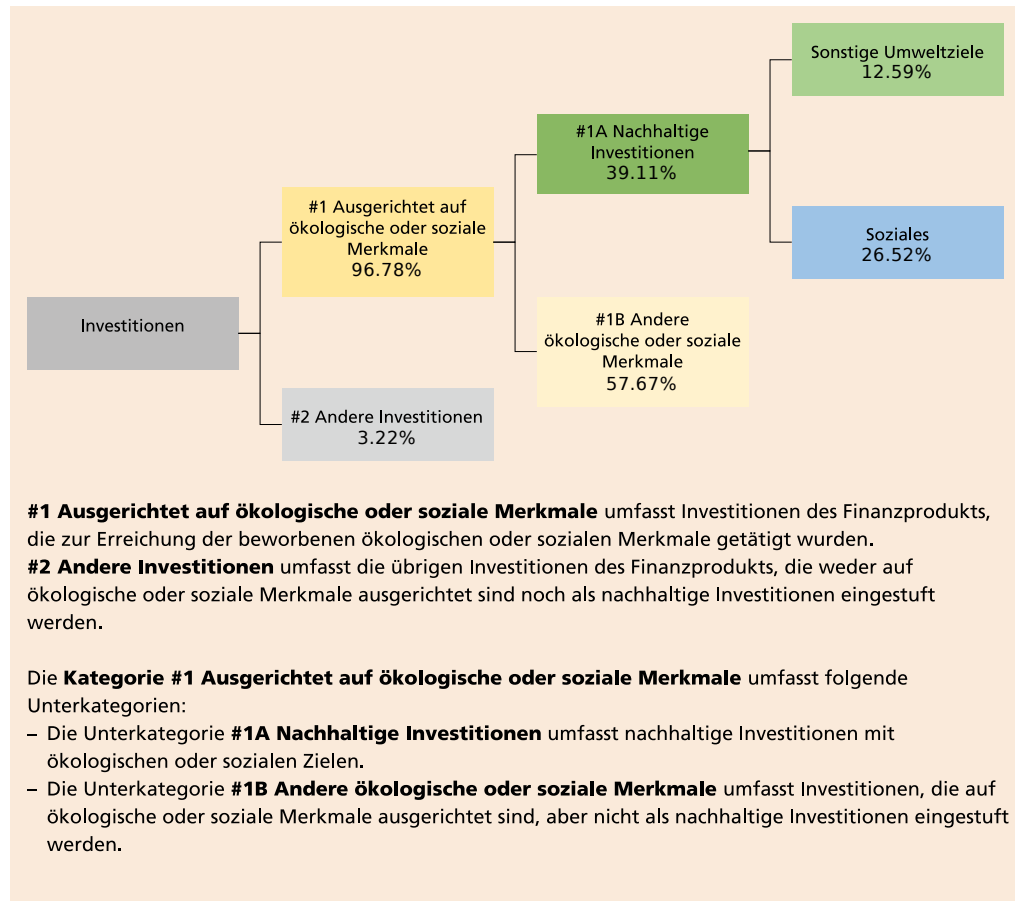 Sonstige Umweltziele
12.59%
#1A Nachhaltige
Investitionen
39.11%
#1 Ausgerichtet auf
ökologische oder soziale
Merkmale
96.78%
Soziales
26.52%
Investitionen
#1B Andere
ökologische oder soziale
Merkmale
57.67%
#2 Andere Investitionen
3.22%
#1 Ausgerichtet auf ökologische oder soziale Merkmale umfasst Investitionen des Finanzprodukts,
die zur Erreichung der beworbenen ökologischen oder sozialen Merkmale getätigt wurden.
#2 Andere Investitionen umfasst die übrigen Investitionen des Finanzprodukts, die weder auf
ökologische oder soziale Merkmale ausgerichtet sind noch als nachhaltige Investitionen eingestuft
werden.
Die Kategorie #1 Ausgerichtet auf ökologische oder soziale Merkmale umfasst folgende
Unterkategorien:
– Die Unterkategorie #1A Nachhaltige Investitionen umfasst nachhaltige Investitionen mit
ökologischen oder sozialen Zielen.
– Die Unterkategorie #1B Andere ökologische oder soziale Merkmale umfasst Investitionen, die auf
ökologische oder soziale Merkmale ausgerichtet sind, aber nicht als nachhaltige Investitionen eingestuft
werden.